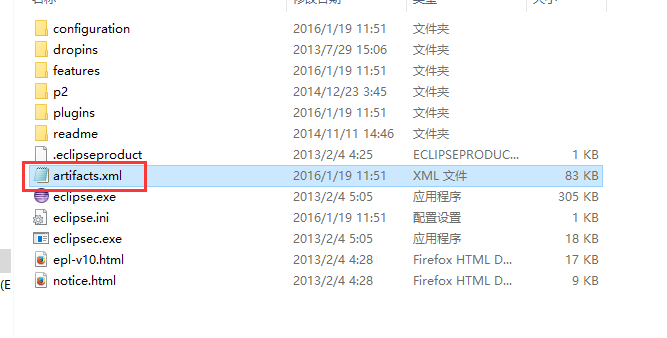 名称 修改日期 类型 大小
configuration 2016/1/19 11:51 文件夹
dropins 2013/7/29 15:06 文件夹
features 2016/1/19 11:51 文件夹
p2 2014/12/23 3:45 文件夹
plugins 2016/1/19 11:51 文件夹
readme 2014/11/11 14:46 文件夹
.eclipseproduct 2013/2/4 4:25 ECLIPSEPRODUC... 1 KB
artifacts.xml 2016/1/19 11:51 XML 文件 83 KB
eclipse.exe 2013/2/4 5:05 应用程序 305 KB
eclipse.ini 2016/1/19 11:51 配置设置 1 KB
eclipsec.exe 2013/2/4 5:05 应用程序 18 KB
epl-v10.html 2013/2/4 4:28 Firefox HTML D... 17 KB
(E
notice.html 2013/2/4 4:28 Firefox HTML D... 9 KB